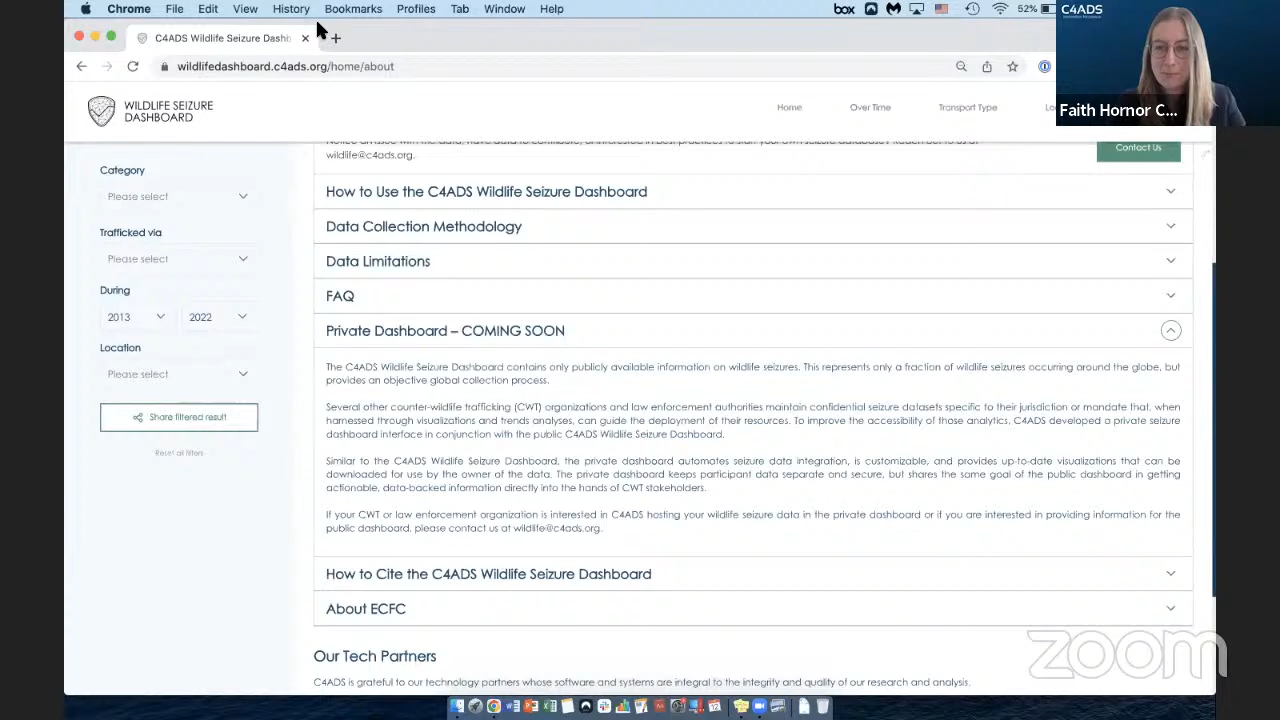 Chrome File Edit View History Bookmarks Profiles Tab Window Help
box
52%
C4ADS
C4ADS Wildlife Seizure Dashb
wildlifedashboard.c4ads.org/home/about
Faith Hornor C...
WILDLIFE SEIZURE
DASHBOARD
Home Over Time Transport Type
wildlife@c4ads.org.
Contact Us
Category
Please select
Trafficked via
Please select
During
2013 2022
Location
Please select
Share filtered result
Reset all filters
How to Use the C4ADS Wildlife Seizure Dashboard
Data Collection Methodology
Data Limitations
FAQ
Private Dashboard – COMING SOON
The C4ADS Wildlife Seizure Dashboard contains only publicly available information on wildlife seizures. This represents only a fraction of wildlife seizures occurring around the globe, but
provides an objective global collection process.
Several other counter-wildlife trafficking (CWT) organizations and law enforcement authorities maintain confidential seizure datasets specific to their jurisdiction or mandate that, when
harnessed through visualizations and trends analyses, can guide the deployment of their resources. To improve the accessibility of those analytics, C4ADS developed a private seizure
dashboard interface in conjunction with the public C4ADS Wildlife Seizure Dashboard.
Similar to the C4ADS Wildlife Seizure Dashboard, the private dashboard automates seizure data integration, is customizable, and provides up-to-date visualizations that can be
downloaded for use by the owner of the data. The private dashboard keeps participant data separate and secure, but shares the same goal of the public dashboard in getting
actionable, data-backed information directly into the hands of CWT stakeholders.
If your CWT or law enforcement organization is interested in C4ADS hosting your wildlife seizure data in the private dashboard or if you are interested in providing information for the
public dashboard, please contact us at wildlife@c4ads.org.
How to Cite the C4ADS Wildlife Seizure Dashboard
About ECFC
Our Tech Partners
C4ADS is grateful to our technology partners whose software and systems are integral to the integrity and quality of our research and analysis.
zoom